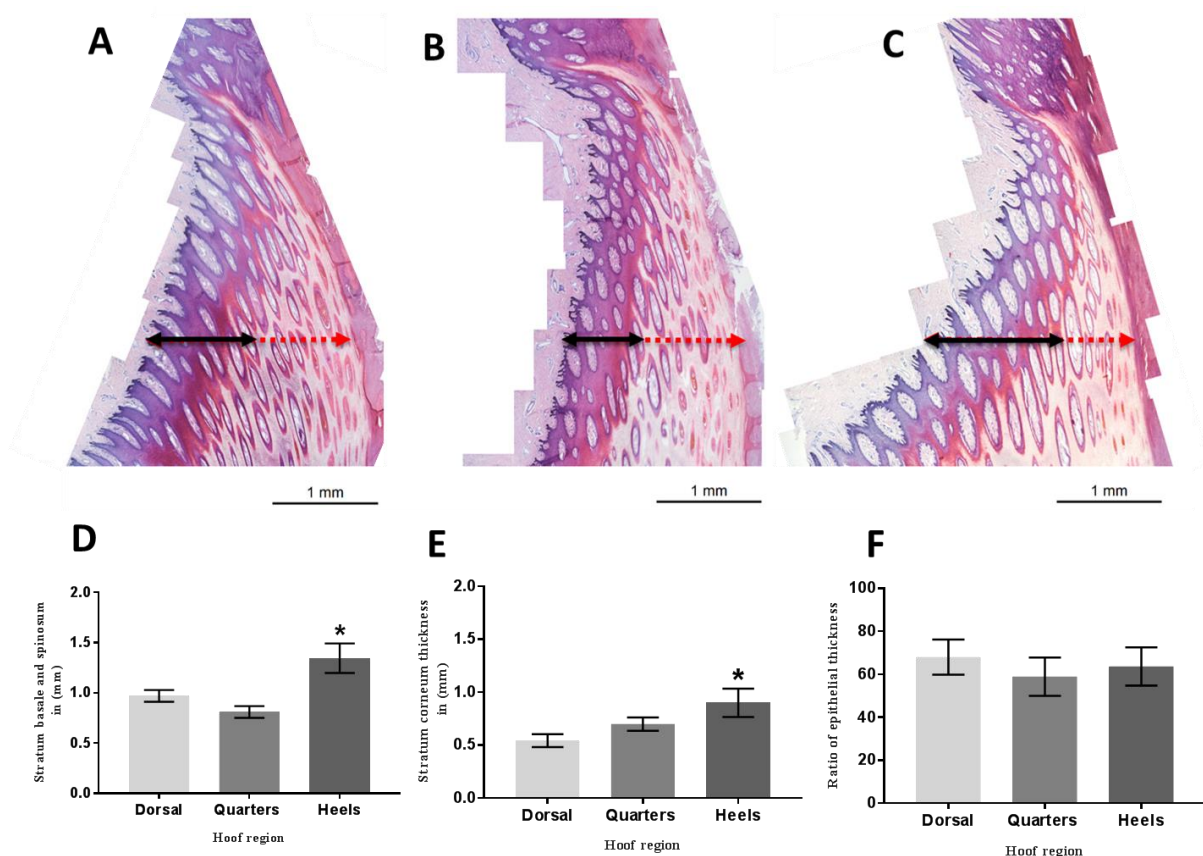 A
B
C
1 mm
1 mm
1 mm
D
Stratum basale and spinosum
in (mm)
2.0
1.5
1.0
0.5
0.0
*
Dorsal Quarters Heels
Hoof region
E
Stratum corneum thickness
in (mm)
2.0
1.5
1.0
0.5
0.0
*
Dorsal Quarters Heels
Hoof region
F
Ratio of epithelial thickness
100
80
60
40
20
0
Dorsal Quarters Heels
Hoof region